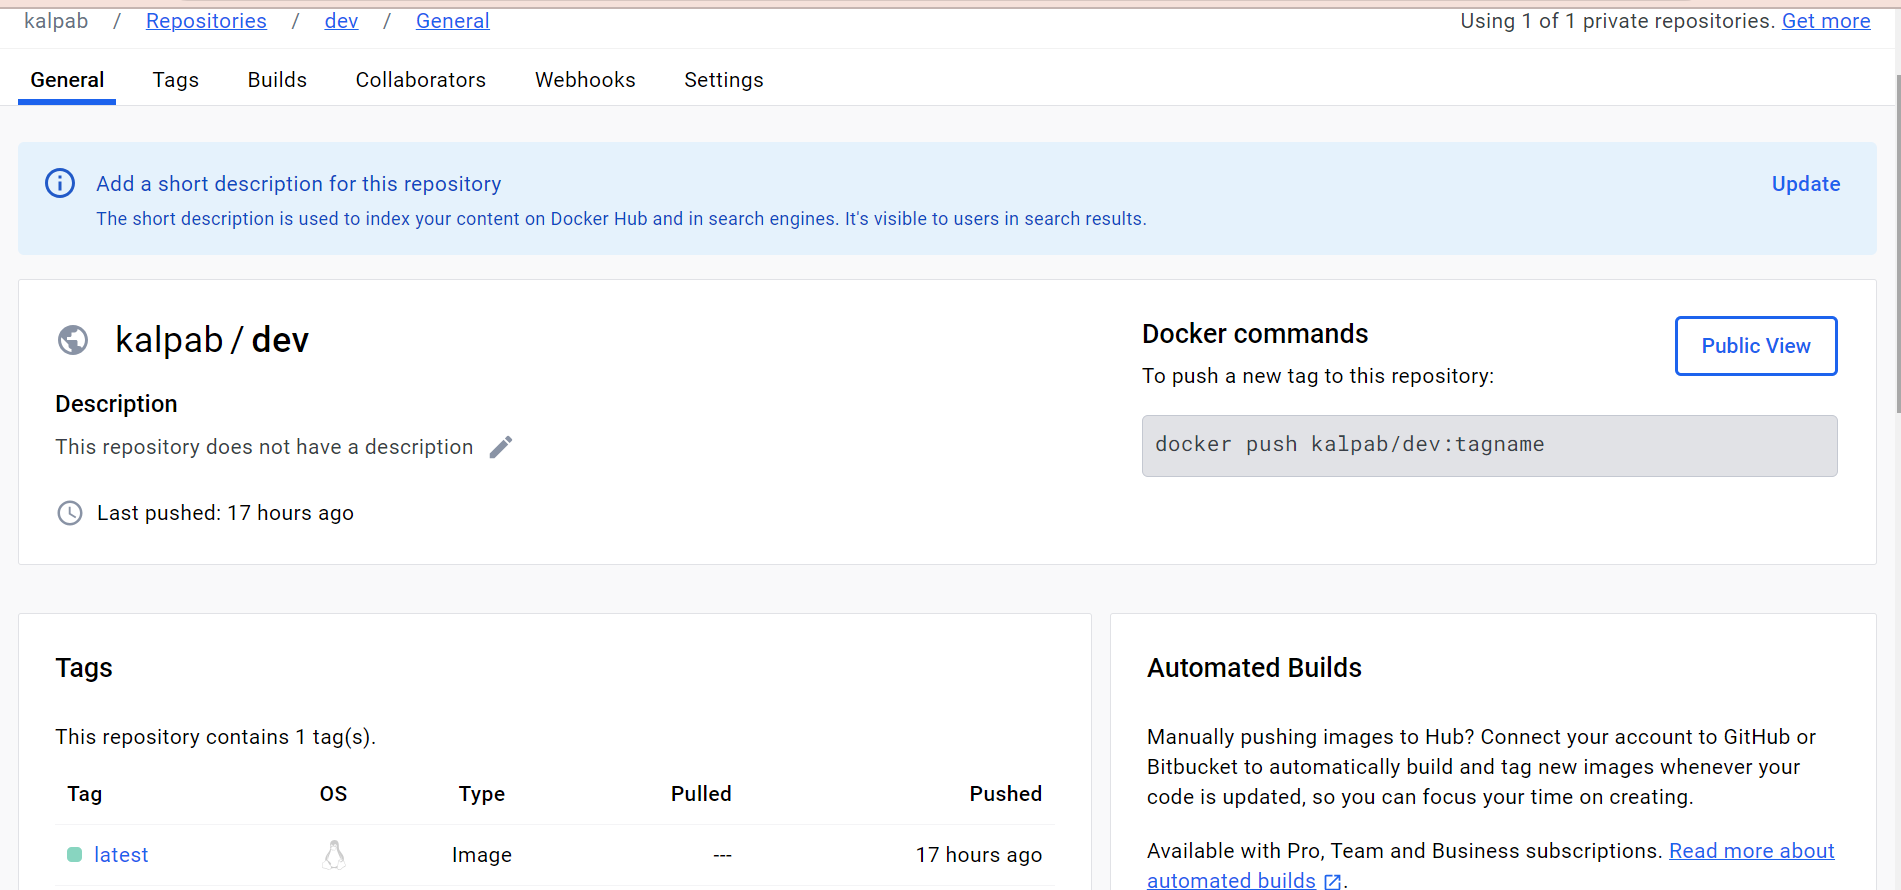 kalpab / Repositories / dev / General
Using 1 of 1 private repositories. Get more
General Tags Builds Collaborators Webhooks Settings
Add a short description for this repository
Update
The short description is used to index your content on Docker Hub and in search engines. It's visible to users in search results.
kalpab / dev
Description
This repository does not have a description
Last pushed: 17 hours ago
Docker commands
Public View
To push a new tag to this repository:
docker push kalpab/dev:tagname
Tags
This repository contains 1 tag(s).
Tag OS Type Pulled Pushed
latest Image --- 17 hours ago
Automated Builds
Manually pushing images to Hub? Connect your account to GitHub or
Bitbucket to automatically build and tag new images whenever your
code is updated, so you can focus your time on creating.
Available with Pro, Team and Business subscriptions. Read more about
automated builds .